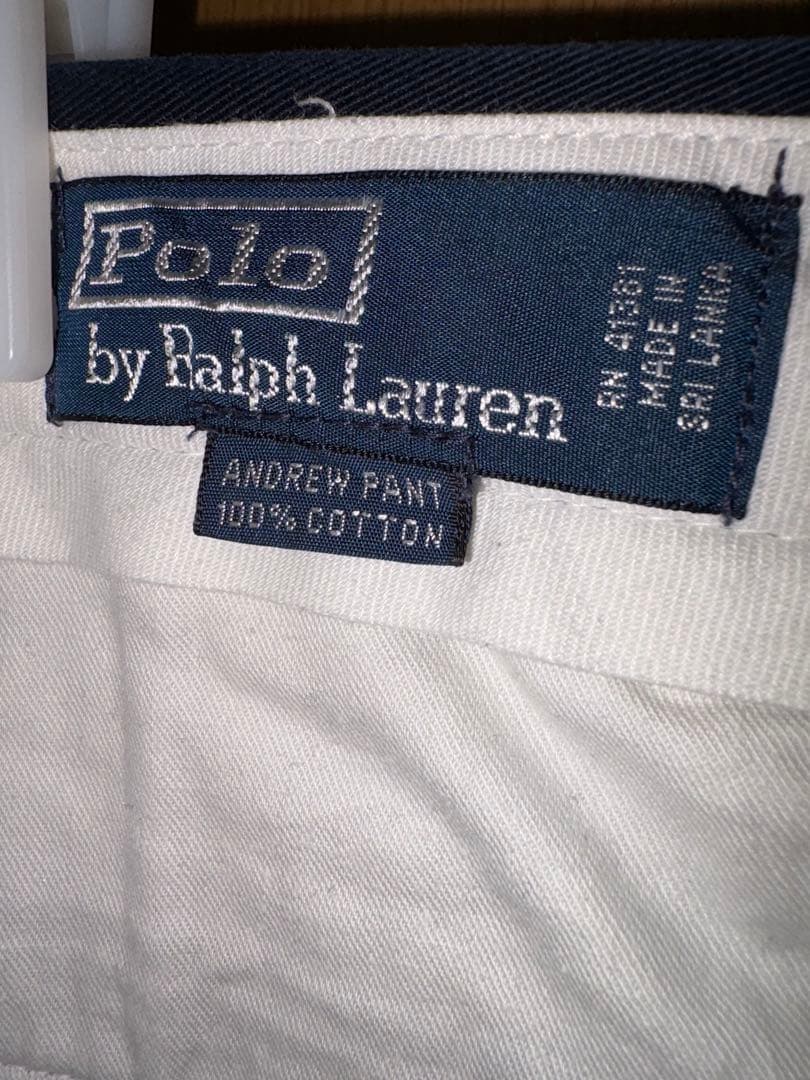 Polo
by Ralph Lauren
RN 41381
MADE IN
SRI LANKA
ANDREW PANT
100% COTTON